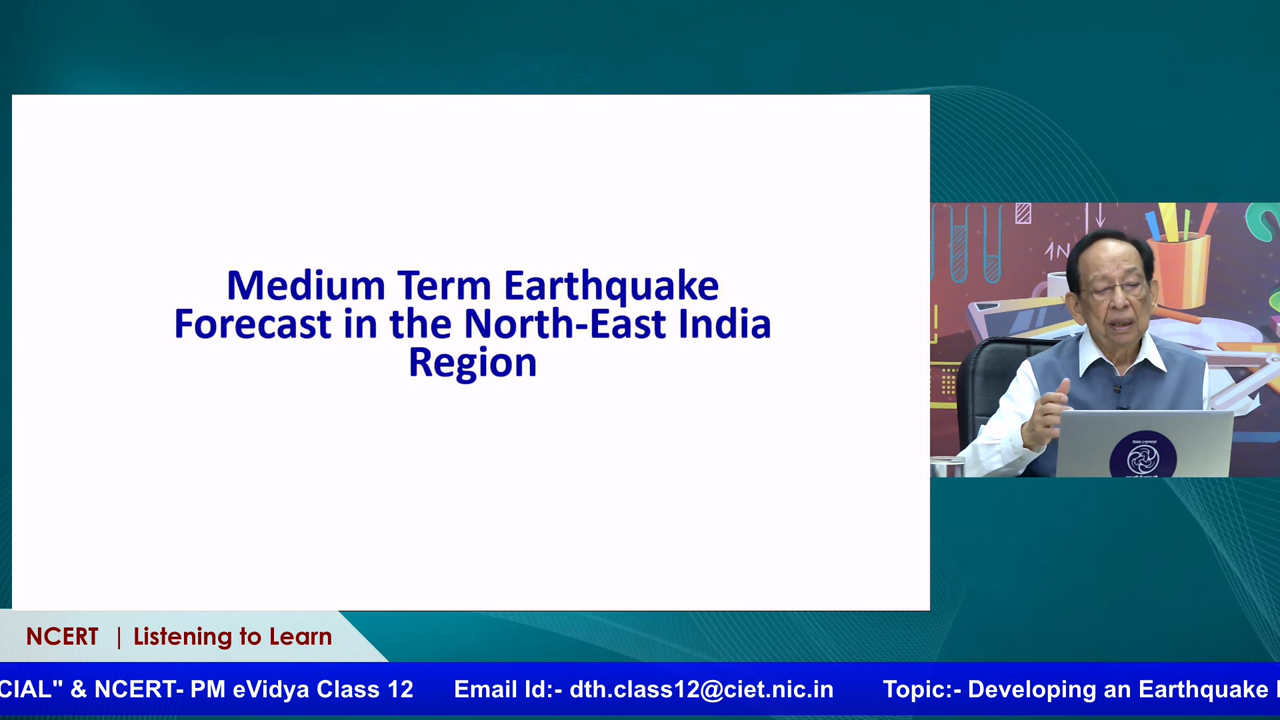 Medium Term Earthquake
Forecast in the North-East India
Region
NCERT | Listening to Learn
CIAL" & NCERT- PM eVidya Class 12 Email Id:- dth.class12@ciet.nic.in Topic:- Developing an Earthquake